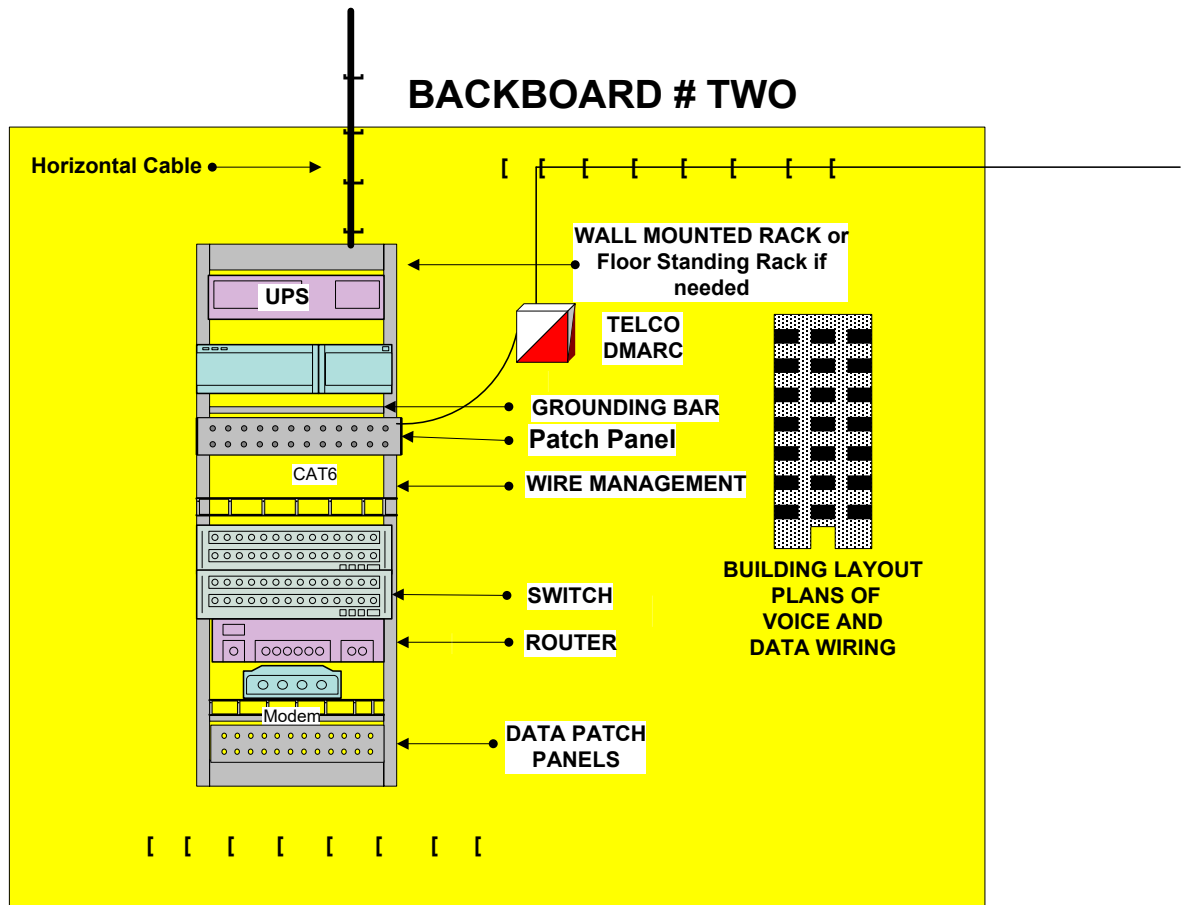 BACKBOARD # TWO
Horizontal Cable
WALL MOUNTED RACK or
Floor Standing Rack if
needed
UPS
TELCO
DMARC
GROUNDING BAR
Patch Panel
CAT6
WIRE MANAGEMENT
BUILDING LAYOUT
PLANS OF
VOICE AND
DATA WIRING
SWITCH
ROUTER
Modem
DATA PATCH
PANELS